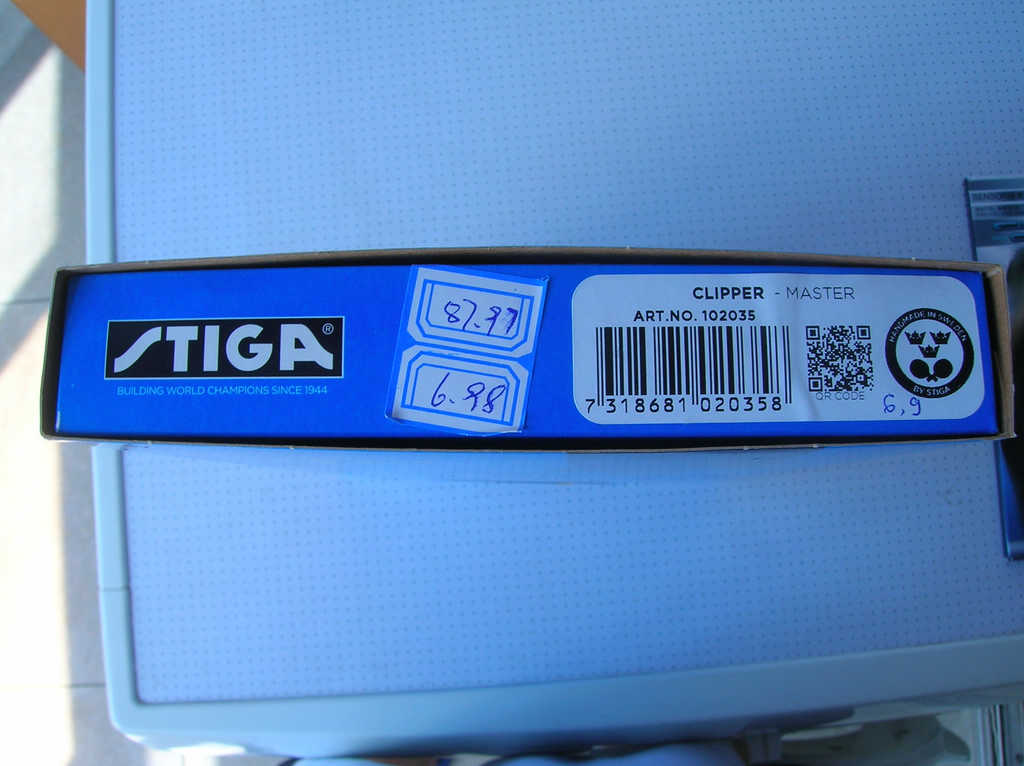 STIGA®
BUILDING WORLD CHAMPIONS SINCE 1944
87.97
6.98
CLIPPER - MASTER
ART.NO. 102035
7 318681 020358
QR CODE
HANDMADE IN SWEDEN
BY STIGA
6,9